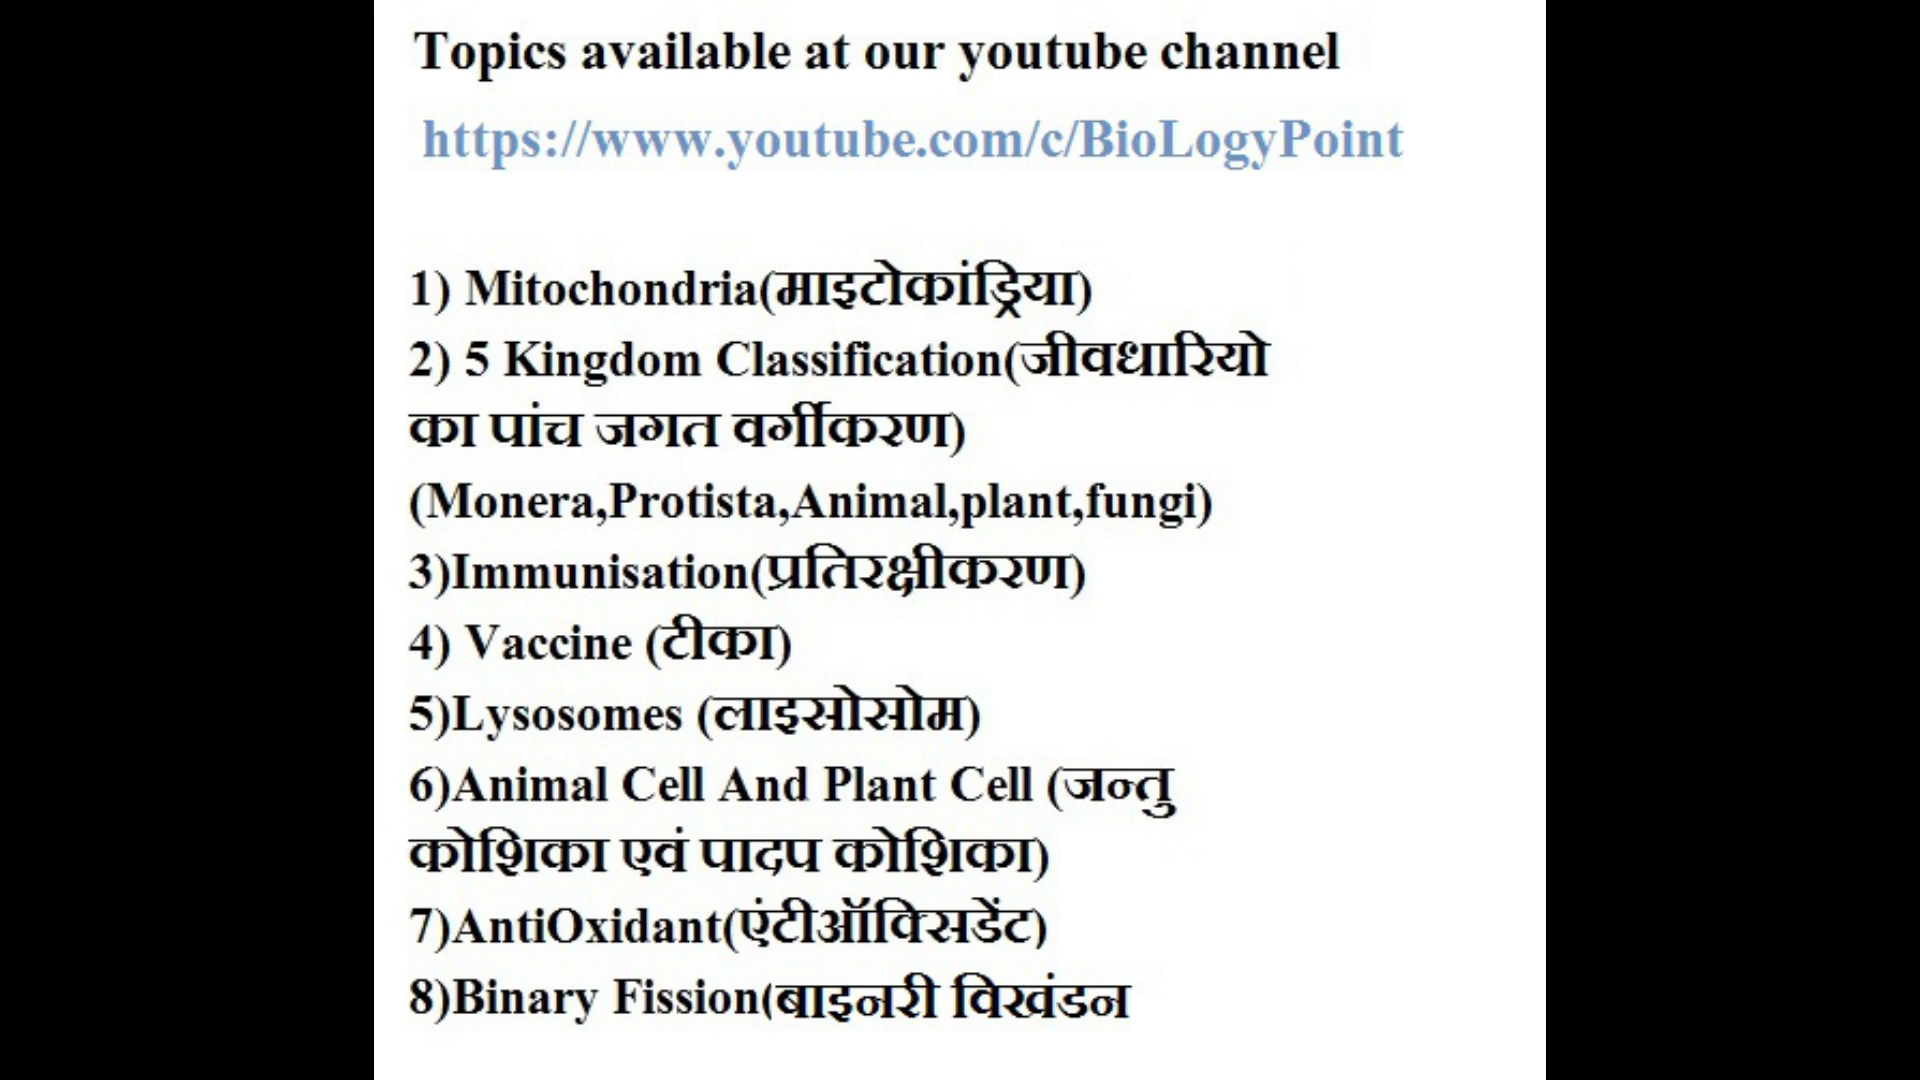 Topics available at our youtube channel
https://www.youtube.com/c/BioLogyPoint
1) Mitochondria(माइटोकांड्रिया)
2) 5 Kingdom Classification(जीवधारियो
का पांच जगत वर्गीकरण)
(Monera,Protista,Animal,plant,fungi)
3)Immunisation(प्रतिरक्षीकरण)
4) Vaccine (टीका)
5)Lysosomes (लाइसोसोम)
6)Animal Cell And Plant Cell (जन्तु
कोशिका एवं पादप कोशिका)
7)AntiOxidant(एंटीऑक्सिडेंट)
8)Binary Fission(बाइनरी विखंडन